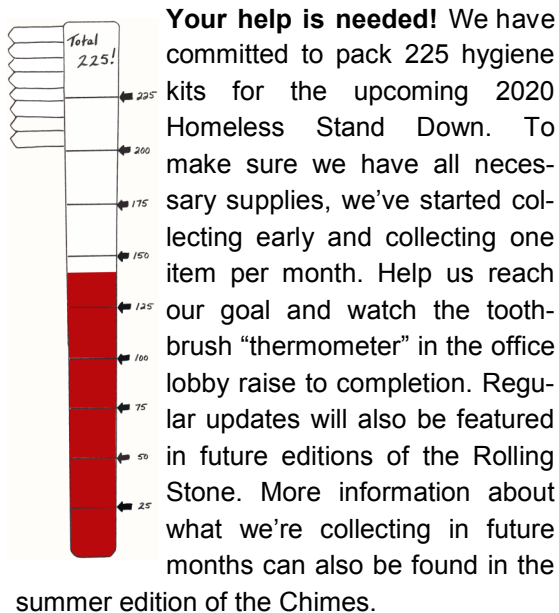 Total
225!
225
200
175
150
125
100
75
50
25
Your help is needed! We have
committed to pack 225 hygiene
kits for the upcoming 2020
Homeless Stand Down. To
make sure we have all neces-
sary supplies, we’ve started col-
lecting early and collecting one
item per month. Help us reach
our goal and watch the tooth-
brush “thermometer” in the office
lobby raise to completion. Regu-
lar updates will also be featured
in future editions of the Rolling
Stone. More information about
what we’re collecting in future
months can also be found in the
summer edition of the Chimes.